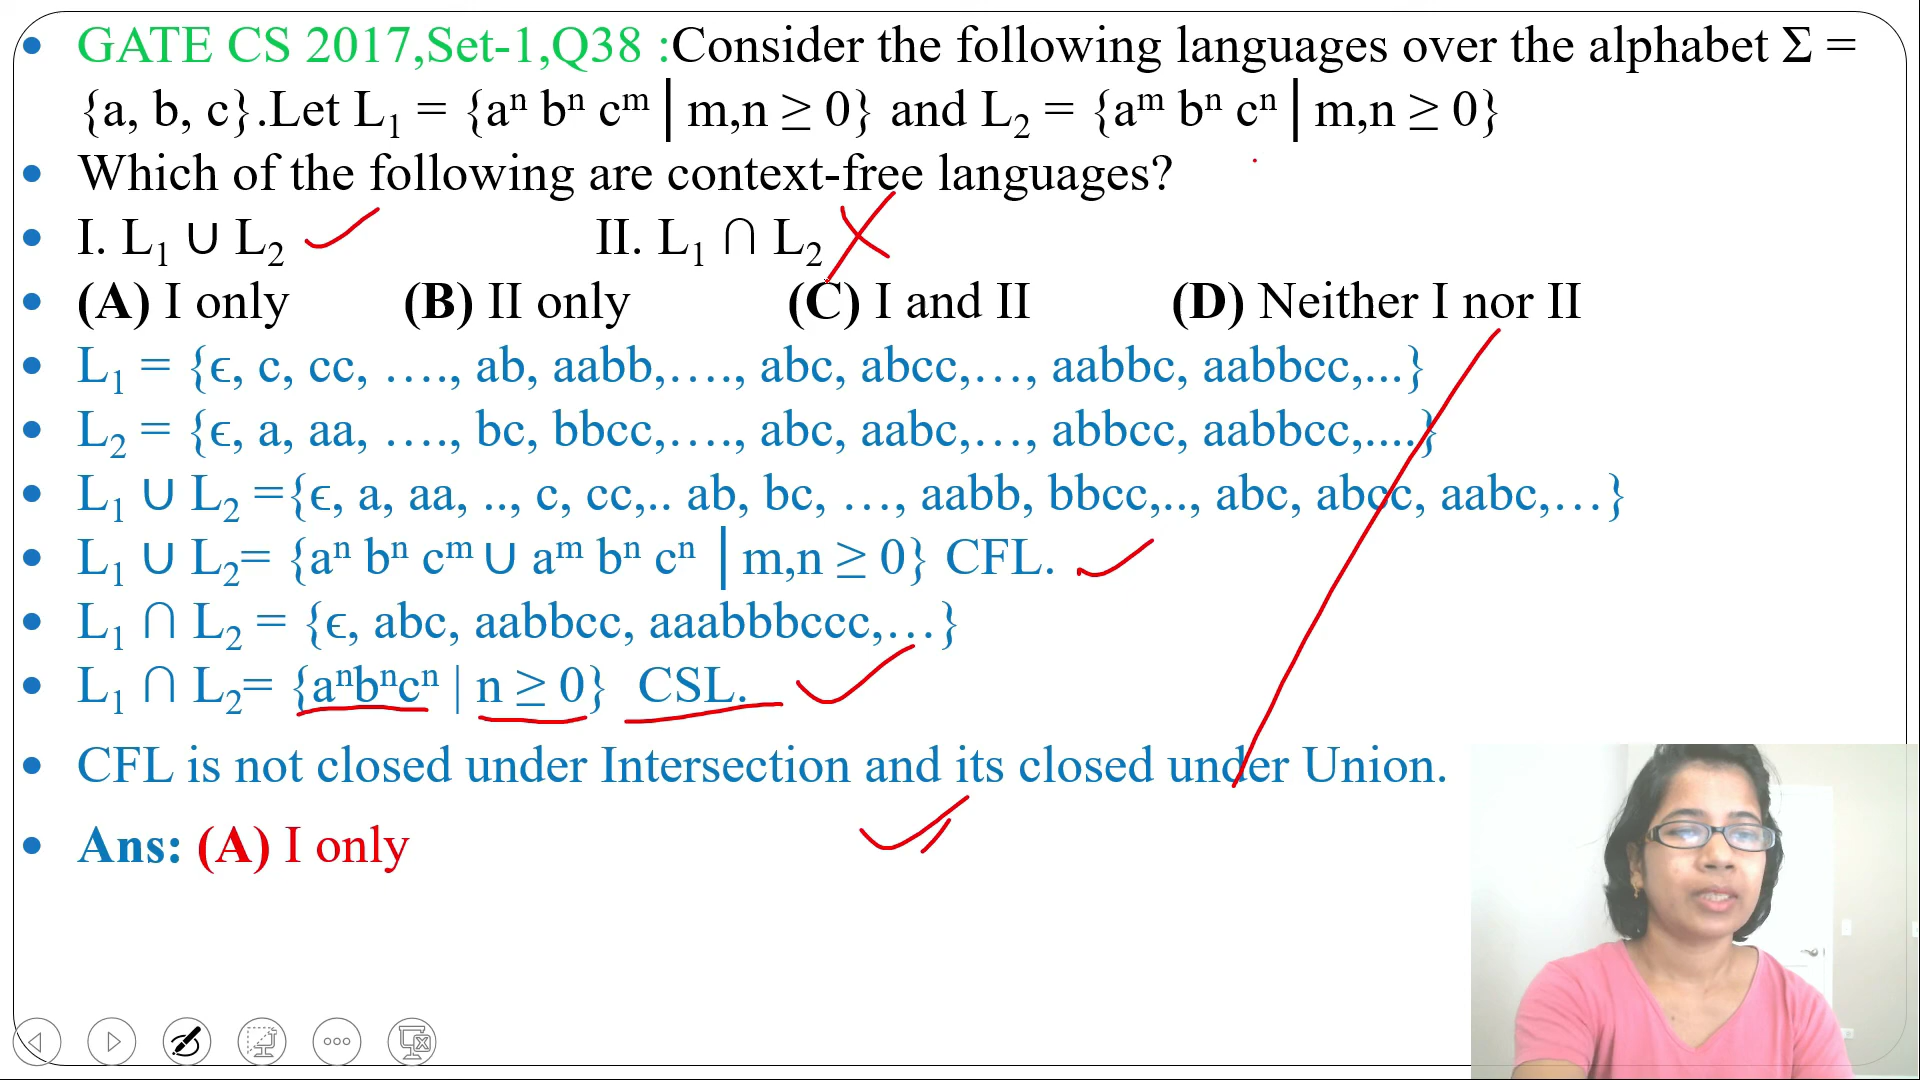 GATE CS 2017,Set-1,Q38 :Consider the following languages over the alphabet Σ =
{a, b, c}.Let L₁ = {aⁿ bⁿ cᵐ | m,n ≥ 0} and L₂ = {aᵐ bⁿ cⁿ | m,n ≥ 0}
Which of the following are context-free languages?
I. L₁ ∪ L₂ II. L₁ ∩ L₂
(A) I only (B) II only (C) I and II (D) Neither I nor II
L₁ = {ϵ, c, cc, …., ab, aabb,…., abc, abcc,…, aabbc, aabbcc,...}
L₂ = {ϵ, a, aa, …., bc, bbcc,…., abc, aabc,…, abbcc, aabbcc,....}
L₁ ∪ L₂ ={ϵ, a, aa, .., c, cc,.. ab, bc, …, aabb, bbcc,.., abc, abcc, aabc,…}
L₁ ∪ L₂= {aⁿ bⁿ cᵐ ∪ aᵐ bⁿ cⁿ | m,n ≥ 0} CFL.
L₁ ∩ L₂ = {ϵ, abc, aabbcc, aaabbbccc,…}
L₁ ∩ L₂= {aⁿbⁿcⁿ | n ≥ 0} CSL.
CFL is not closed under Intersection and its closed under Union.
Ans: (A) I only